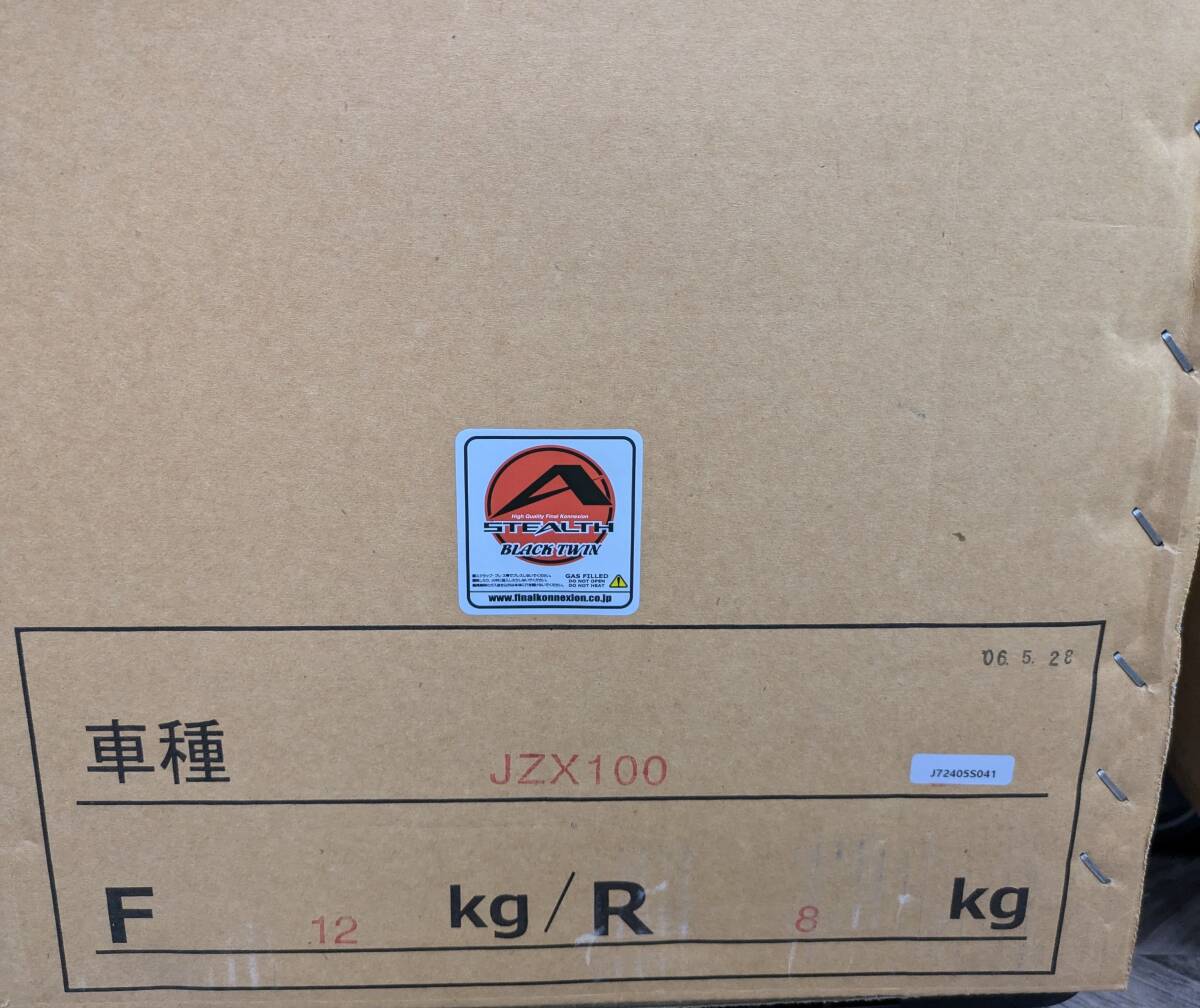 High Quality Final Konnexion
STEALTH
BLACK TWIN
GAS FILLED
DO NOT OPEN
DO NOT HEAT
www.finalkonnexion.co.jp
'06. 5. 28
車種 JZX100
J72405S041
F 12 kg / R 8 kg